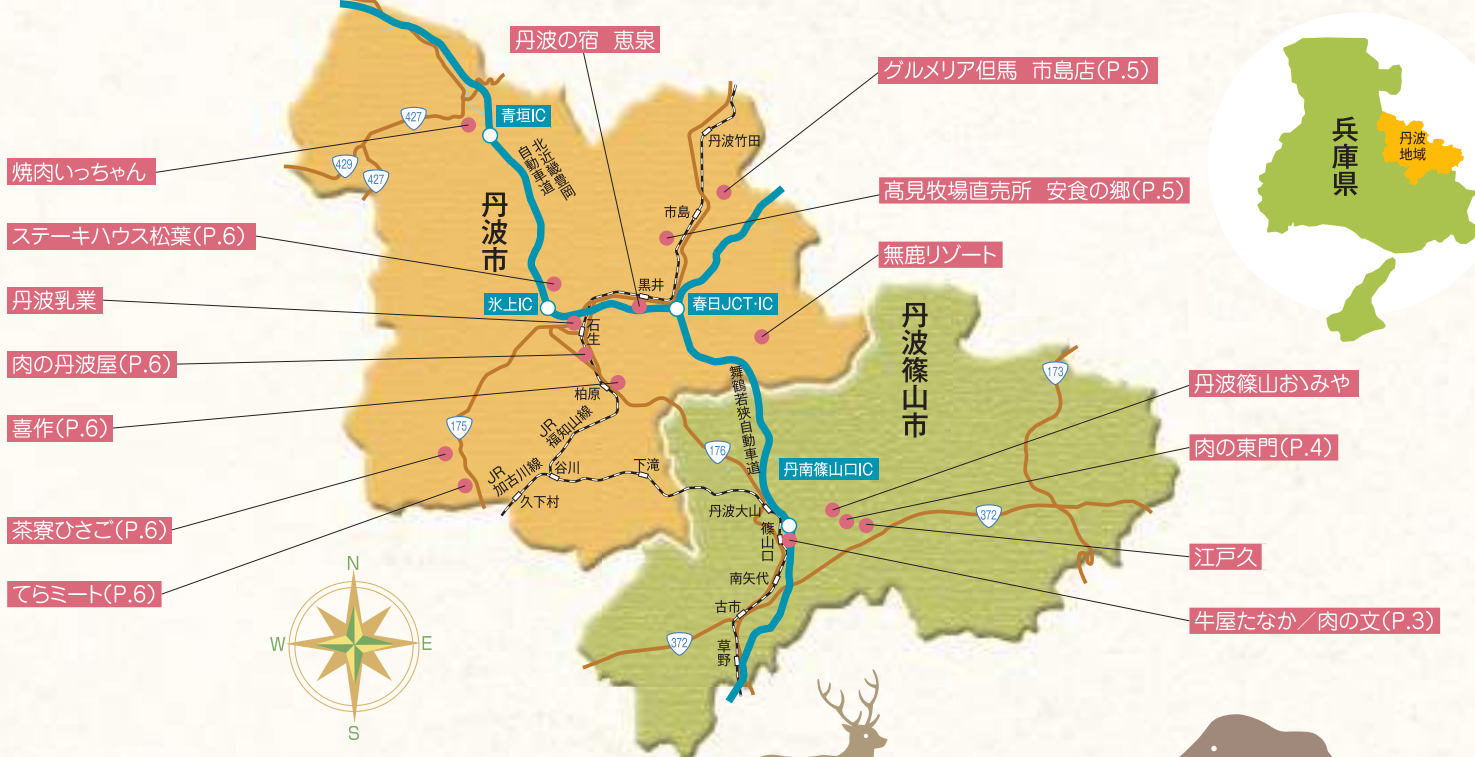 丹波の宿 恵泉
グルメリア但馬 市島店(P.5)
髙見牧場直売所 安食の郷(P.5)
無鹿リゾート
焼肉いっちゃん
ステーキハウス松葉(P.6)
丹波乳業
肉の丹波屋(P.6)
喜作(P.6)
茶寮ひさご(P.6)
てらミート(P.6)
丹波篠山おゝみや
肉の東門(P.4)
江戸久
牛屋たなか／肉の文(P.3)
兵庫県
丹波
地域
丹波市
丹波篠山市
青垣IC
北近畿豊岡
自動車道
氷上IC
春日JCT・IC
舞鶴若狭自動車道
丹南篠山口IC
427
429
427
175
176
173
372
372
丹波竹田
市島
黒井
石生
柏原
JR
福知山線
JR
加古川線
谷川
久下村
下滝
丹波大山
篠山口
南矢代
古市
草野
N
W
E
S